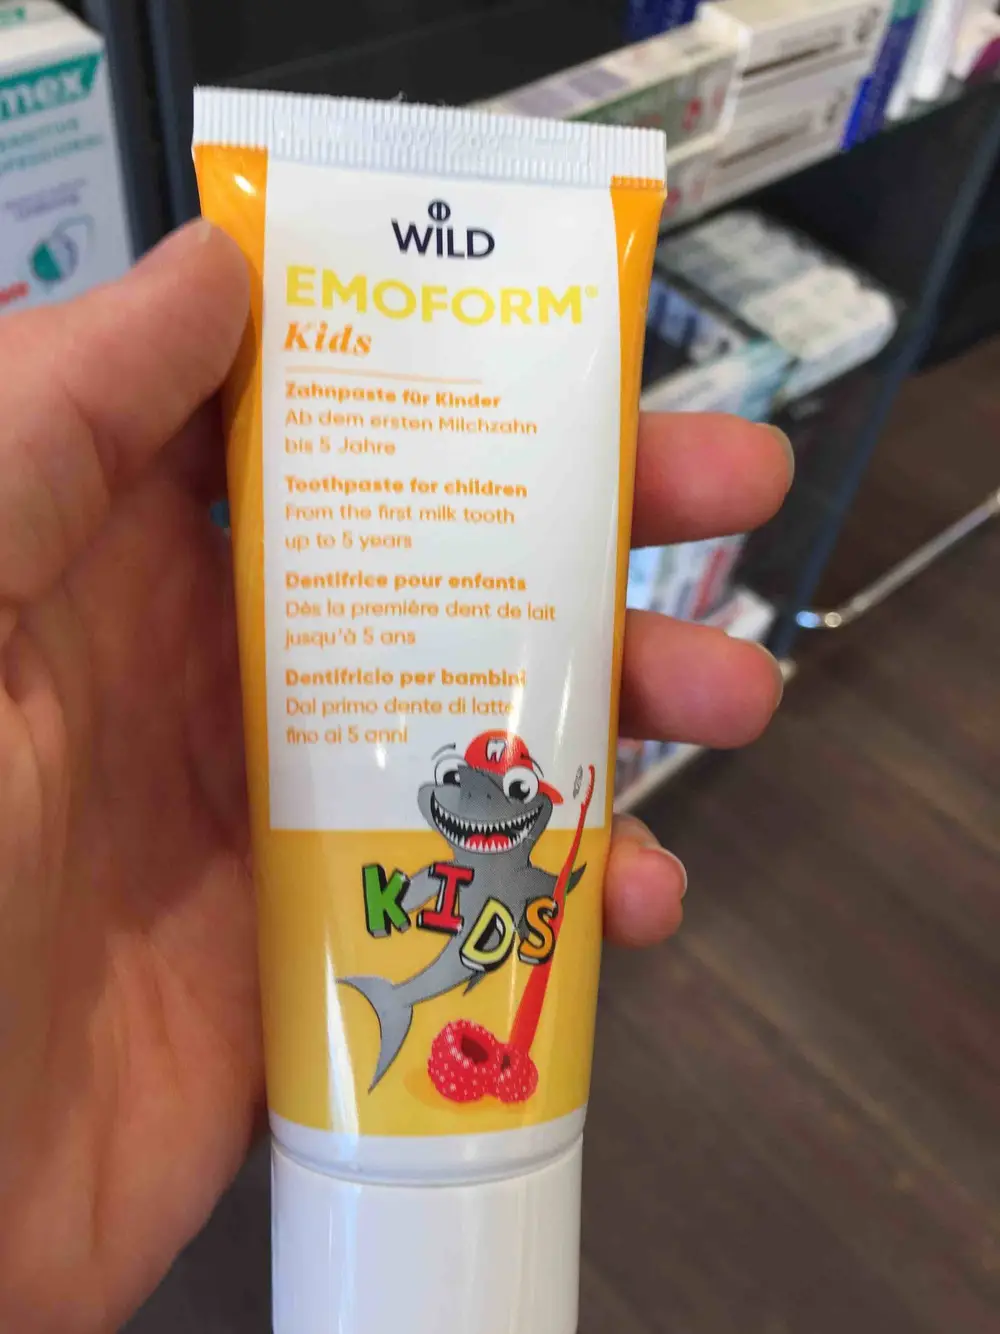 WILD
EMOFORM®
Kids
Zahnpaste für Kinder
Ab dem ersten Milchzahn
bis 5 Jahre
Toothpaste for children
From the first milk tooth
up to 5 years
Dentifrice pour enfants
Dès la première dent de lait
jusqu'à 5 ans
Dentifricio per bambini
Dal primo dente di latte
fino ai 5 anni
KIDS
mex